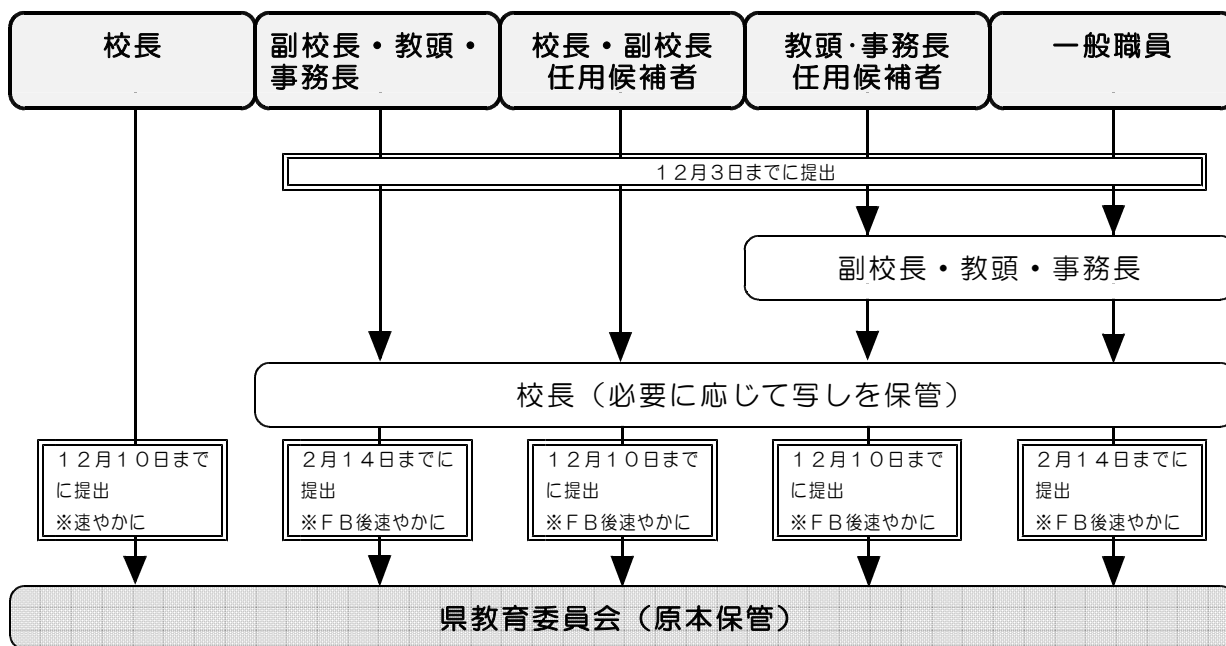 校長
副校長・教頭・
事務長
校長・副校長
任用候補者
教頭・事務長
任用候補者
一般職員
１２月３日までに提出
副校長・教頭・事務長
校長（必要に応じて写しを保管）
１２月１０日まで
に提出
※速やかに
２月１４日までに
提出
※ＦＢ後速やかに
１２月１０日まで
に提出
※ＦＢ後速やかに
１２月１０日まで
に提出
※ＦＢ後速やかに
２月１４日までに
提出
※ＦＢ後速やかに
県教育委員会（原本保管）